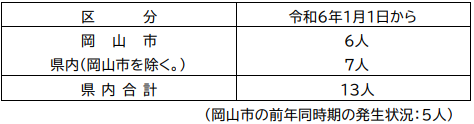 区分 令和6年1月1日から
岡山市 6人
県内(岡山市を除く。) 7人
県内合計 13人
(岡山市の前年同時期の発生状況:5人)